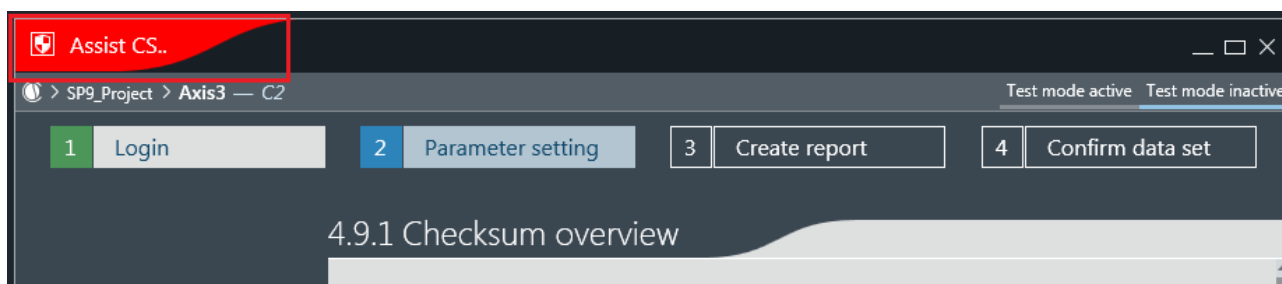 Assist CS..
> SP9_Project > Axis3 — C2
Test mode active Test mode inactive
1 Login 2 Parameter setting 3 Create report 4 Confirm data set
4.9.1 Checksum overview